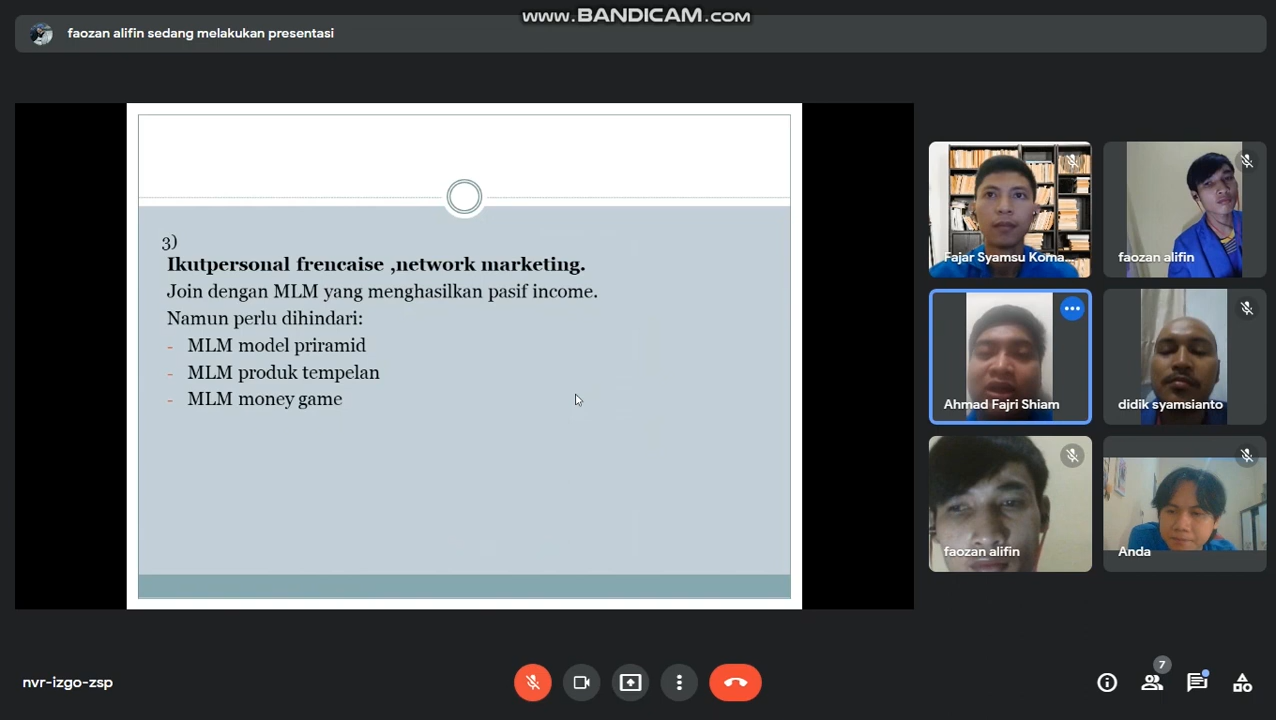 www.BANDICAM.com
faozan alifin sedang melakukan presentasi
3)
Ikutpersonal frencaise ,network marketing.
Join dengan MLM yang menghasilkan pasif income.
Namun perlu dihindari:
- MLM model priramid
- MLM produk tempelan
- MLM money game
Fajar Syamsu Koma...
faozan alifin
Ahmad Fajri Shiam
didik syamsianto
faozan alifin
Anda
nvr-izgo-zsp
7